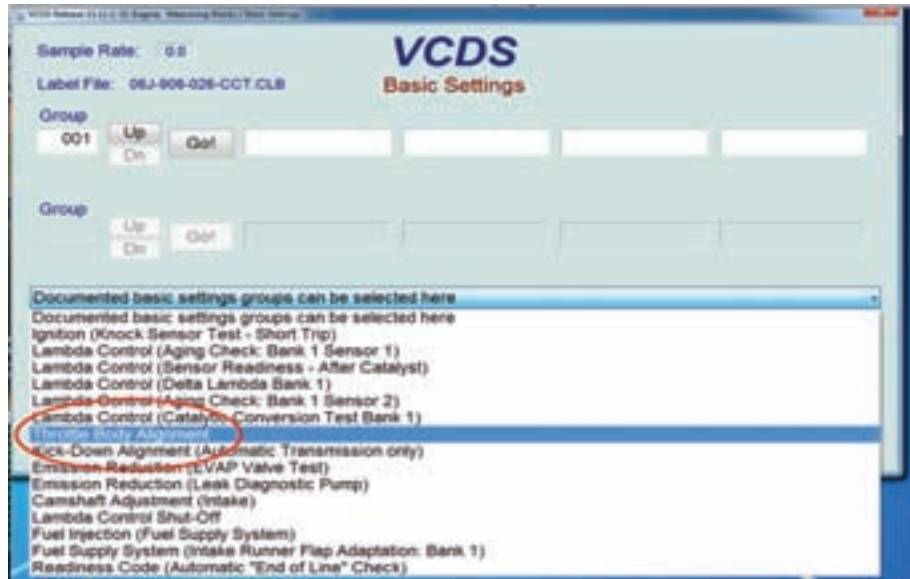 VCDS
Sample Rate: 0.0
Label File: 06J-906-026-CCT.CLB
Basic Settings
Group
001
Up
Dn
Go!
Group
Up
Dn
Go!
Documented basic settings groups can be selected here
Documented basic settings groups can be selected here
Ignition (Knock Sensor Test - Short Trip)
Lambda Control (Aging Check: Bank 1 Sensor 1)
Lambda Control (Sensor Readiness - After Catalyst)
Lambda Control (Delta Lambda Bank 1)
Lambda Control (Aging Check: Bank 1 Sensor 2)
Lambda Control (Catalytic Conversion Test Bank 1)
Throttle Body Alignment
Kick-Down Alignment (Automatic Transmission only)
Emission Reduction (EVAP Valve Test)
Emission Reduction (Leak Diagnostic Pump)
Camshaft Adjustment (Intake)
Lambda Control Shut-Off
Fuel Injection (Fuel Supply System)
Fuel Supply System (Intake Runner Flap Adaptation: Bank 1)
Readiness Code (Automatic "End of Line" Check)